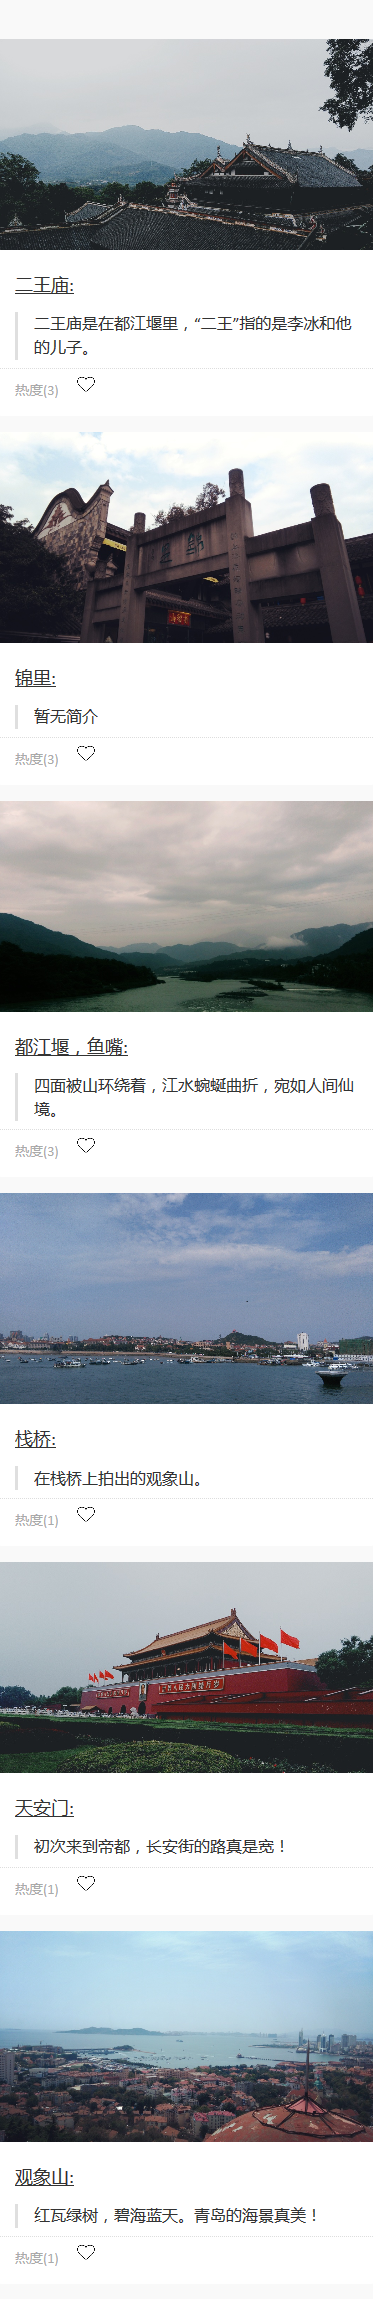 二王庙:
二王庙是在都江堰里，“二王”指的是李冰和他
的儿子。
热度(3)
锦里:
暂无简介
热度(3)
都江堰，鱼嘴:
四面被山环绕着，江水蜿蜒曲折，宛如人间仙
境。
热度(3)
栈桥:
在栈桥上拍出的观象山。
热度(1)
天安门:
初次来到帝都，长安街的路真是宽！
热度(1)
观象山:
红瓦绿树，碧海蓝天。青岛的海景真美！
热度(1)